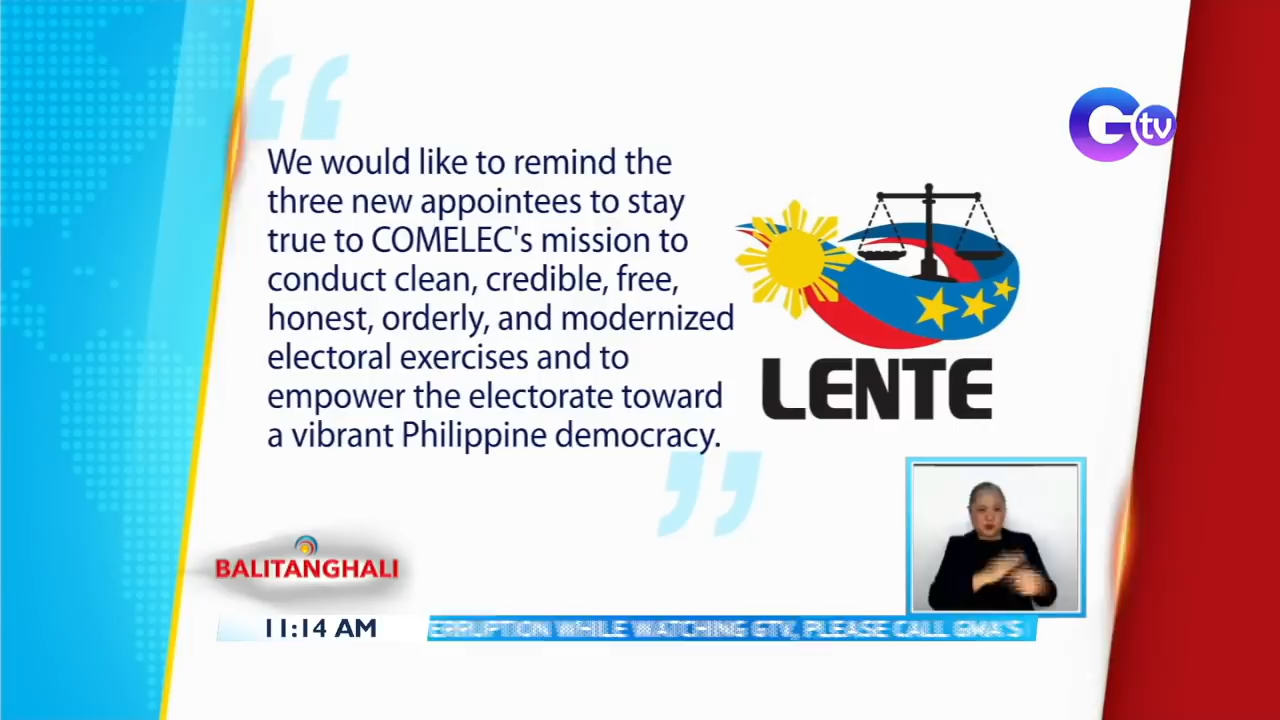 Gtv
We would like to remind the
three new appointees to stay
true to COMELEC's mission to
conduct clean, credible, free,
honest, orderly, and modernized
electoral exercises and to
empower the electorate toward
a vibrant Philippine democracy.
LENTE
BALITANGHALI
11:14 AM
WHILE WATCHING GTV, PLEASE CALL GMA'S